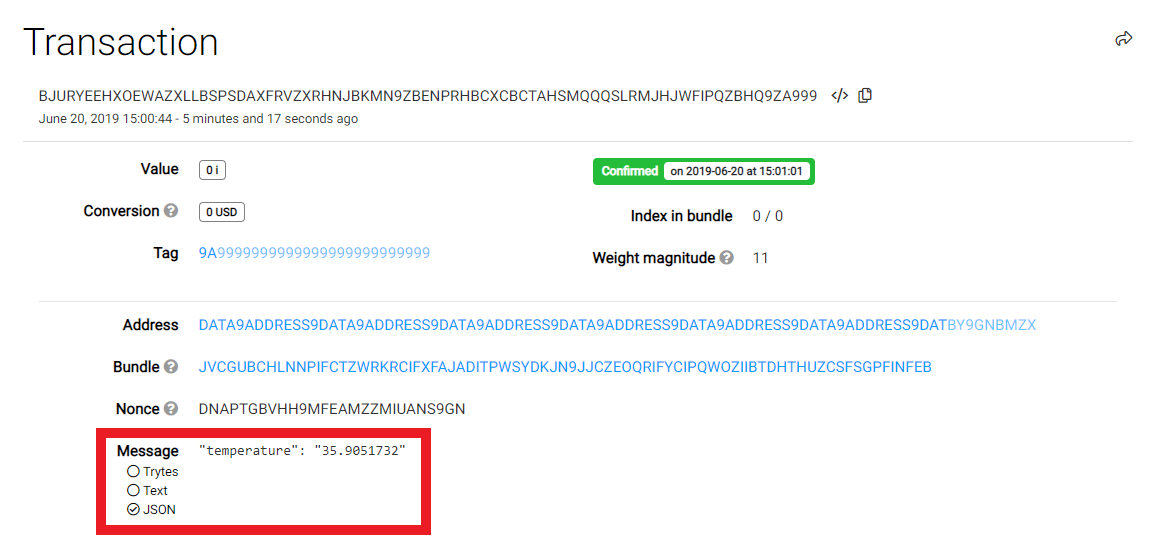 Transaction
BJURYEEHXOEWAZXLLBSPSDAXFRVZXRHNJBKMN9ZBENPRHBCXCBCTAHSMQQQSLRMJHJWFIPQZBHQ9ZA999 </>
June 20, 2019 15:00:44 - 5 minutes and 17 seconds ago
Value 0 i
Confirmed on 2019-06-20 at 15:01:01
Conversion ? 0 USD
Index in bundle 0 / 0
Tag 9A9999999999999999999999999
Weight magnitude ? 11
Address DATA9ADDRESS9DATA9ADDRESS9DATA9ADDRESS9DATA9ADDRESS9DATA9ADDRESS9DATA9ADDRESS9DATBY9GNBMZX
Bundle ? JVCGUBCHLNNPIFCTZWRKRCIFXFAJADITPWSYDKJN9JJCZEOQRIFYCIPQWOZIIBTDHTHUZCSFSGPFINFEB
Nonce ? DNAPTGBVHH9MFEAMZZMIUANS9GN
Message "temperature": "35.9051732"
Trytes
Text
JSON